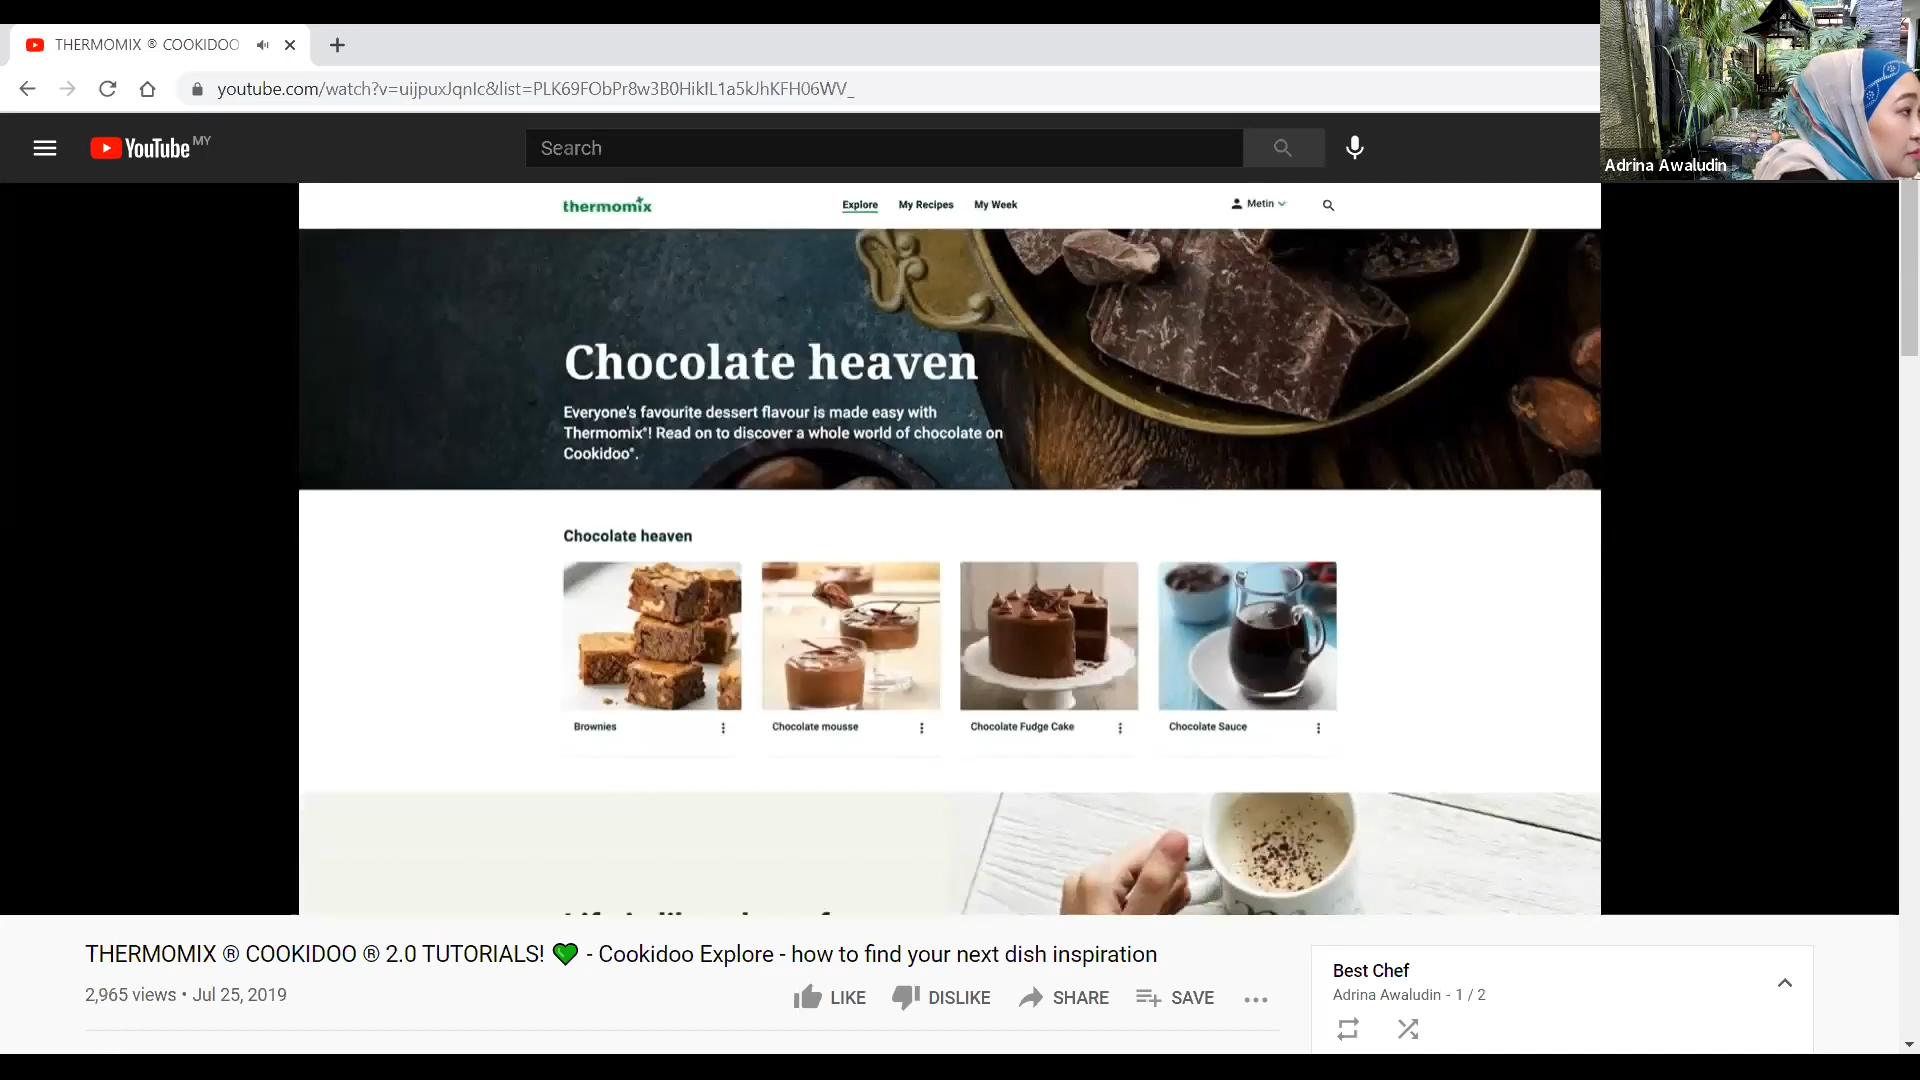 THERMOMIX ® COOKIDOO
youtube.com/watch?v=uijpuxJqnIc&list=PLK69FObPr8w3B0HikIL1a5kJhKFH06WV_
Adrina Awaludin
YouTube MY
Search
thermomix
Explore My Recipes My Week
Metin
Chocolate heaven
Everyone's favourite dessert flavour is made easy with
Thermomix®! Read on to discover a whole world of chocolate on
Cookidoo®.
Chocolate heaven
Brownies
Chocolate mousse
Chocolate Fudge Cake
Chocolate Sauce
THERMOMIX ® COOKIDOO ® 2.0 TUTORIALS! 💚 - Cookidoo Explore - how to find your next dish inspiration
2,965 views • Jul 25, 2019
LIKE DISLIKE SHARE SAVE
Best Chef
Adrina Awaludin - 1 / 2